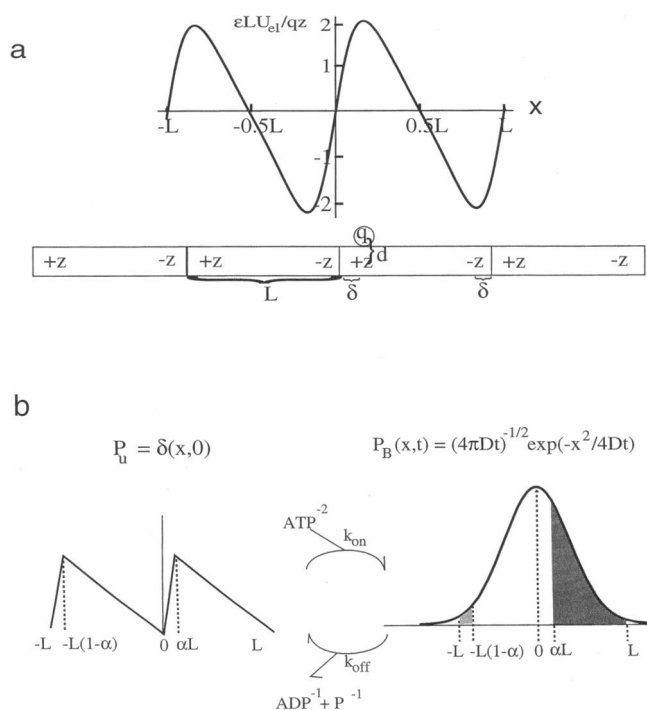 a
εLU_el/qz
2
1
-L -0.5L 0.5L L x
-1
-2
q
+z -z +z -z +z d -z +z -z
L δ δ
b
P_u = δ(x,0)
P_B(x,t) = (4πDt)^-1/2 exp(-x^2/4Dt)
ATP^-2
k_on
-L -L(1-α) 0 αL L
k_off
-L -L(1-α) 0 αL L
ADP^-1 + P^-1